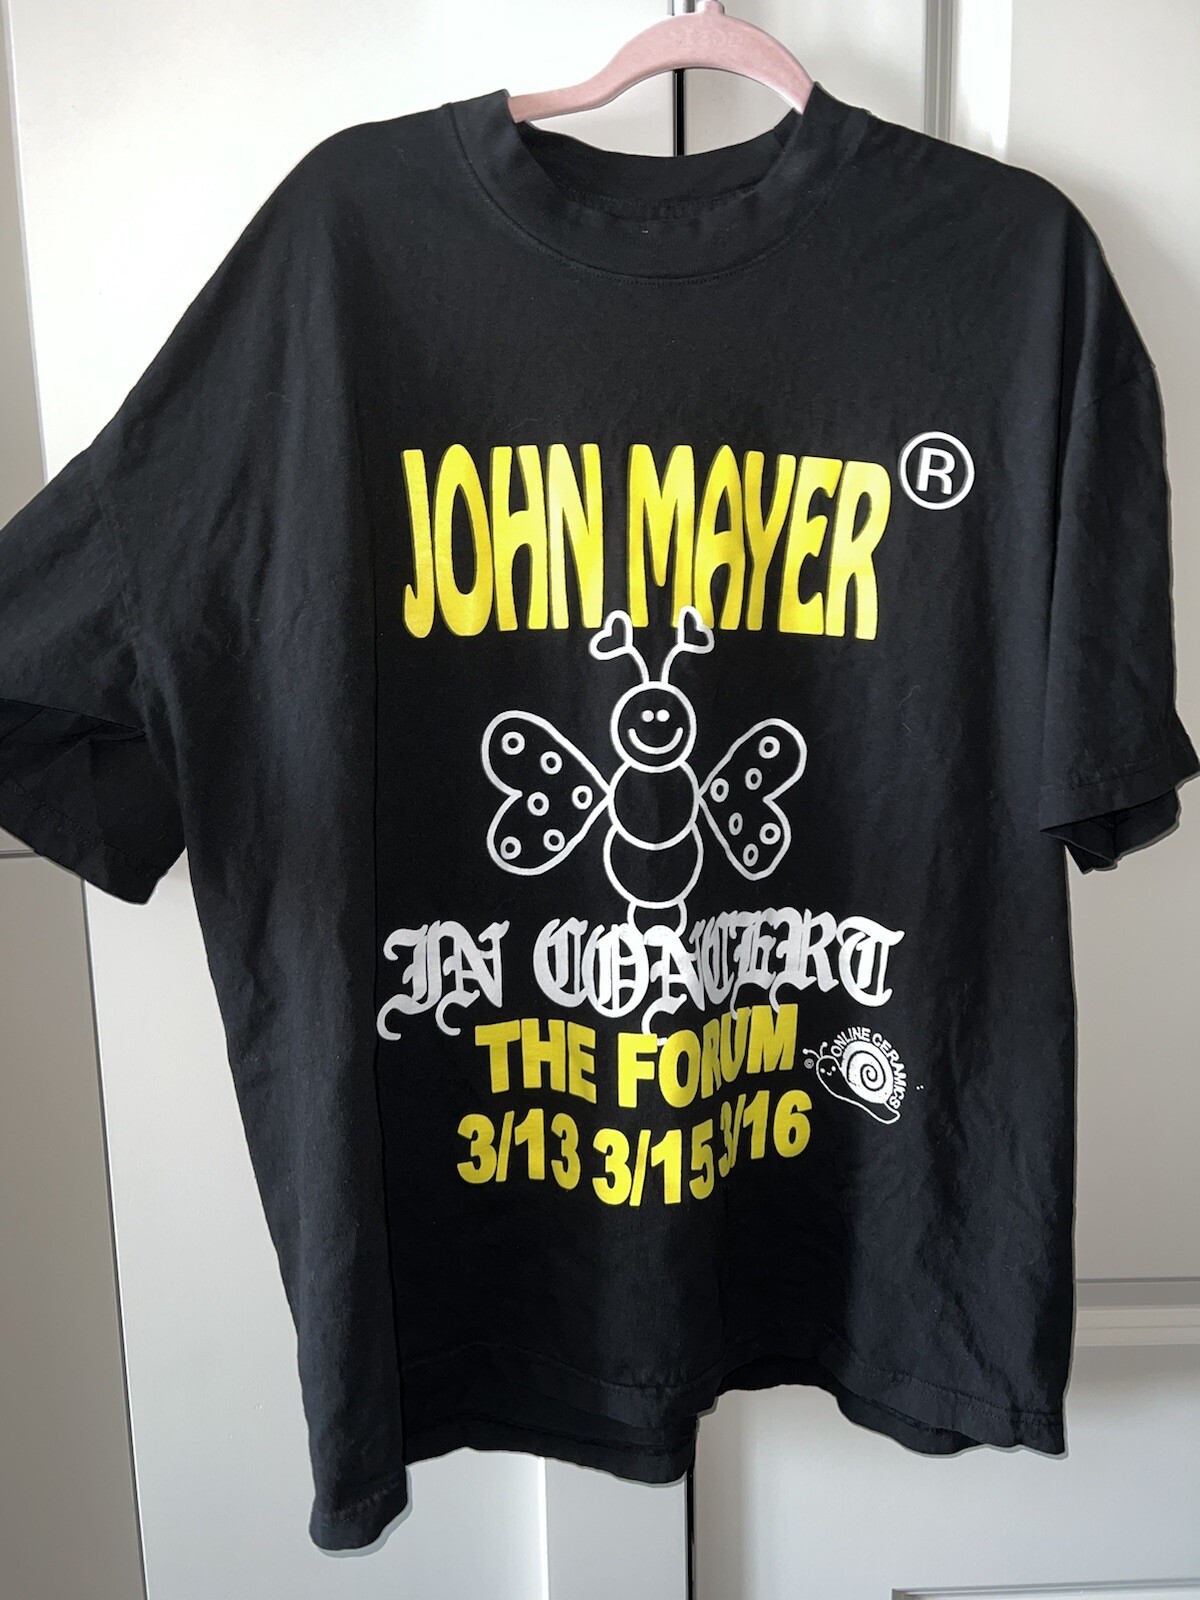 JOHN MAYER ®
IN CONCERT
THE FORUM
© ONLINE CERAMICS
3/13 3/15 3/16